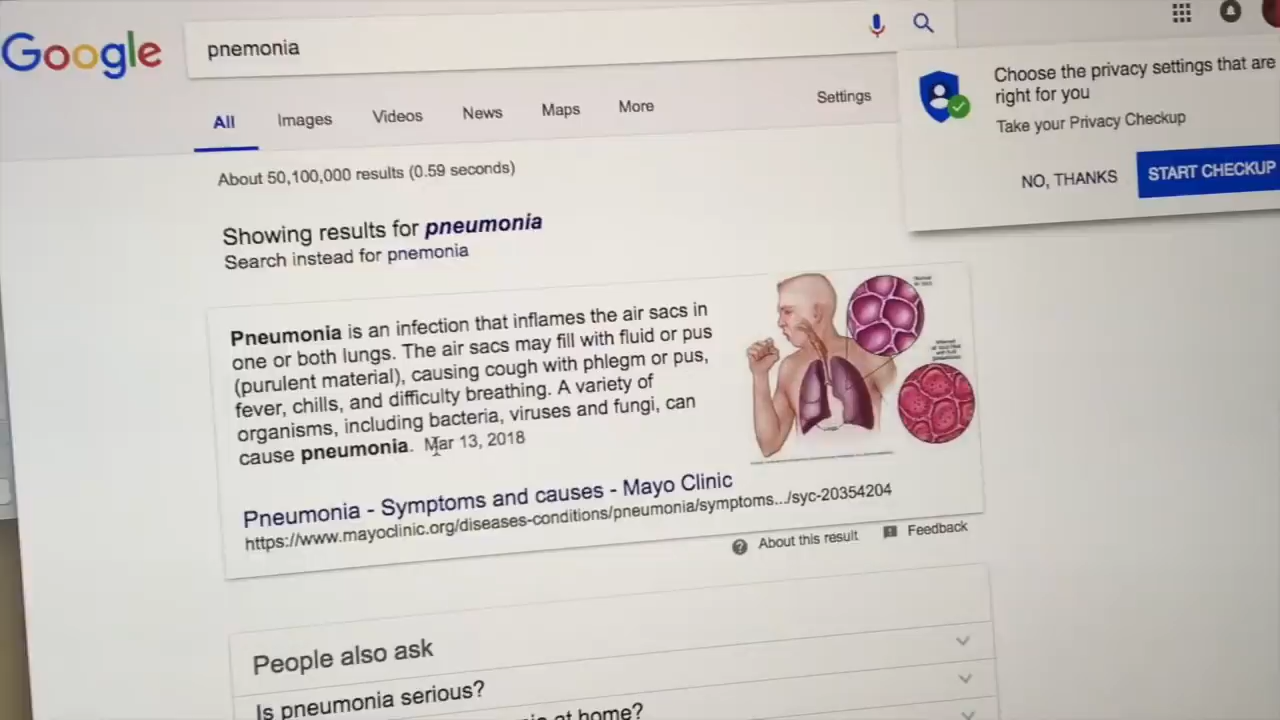 Google
pnemonia
All Images Videos News Maps More Settings
About 50,100,000 results (0.59 seconds)
Showing results for pneumonia
Search instead for pnemonia
Pneumonia is an infection that inflames the air sacs in
one or both lungs. The air sacs may fill with fluid or pus
(purulent material), causing cough with phlegm or pus,
fever, chills, and difficulty breathing. A variety of
organisms, including bacteria, viruses and fungi, can
cause pneumonia. Mar 13, 2018
Pneumonia - Symptoms and causes - Mayo Clinic
https://www.mayoclinic.org/diseases-conditions/pneumonia/symptoms.../syc-20354204
About this result Feedback
People also ask
Is pneumonia serious?
at home?
Choose the privacy settings that are
right for you
Take your Privacy Checkup
NO, THANKS START CHECKUP